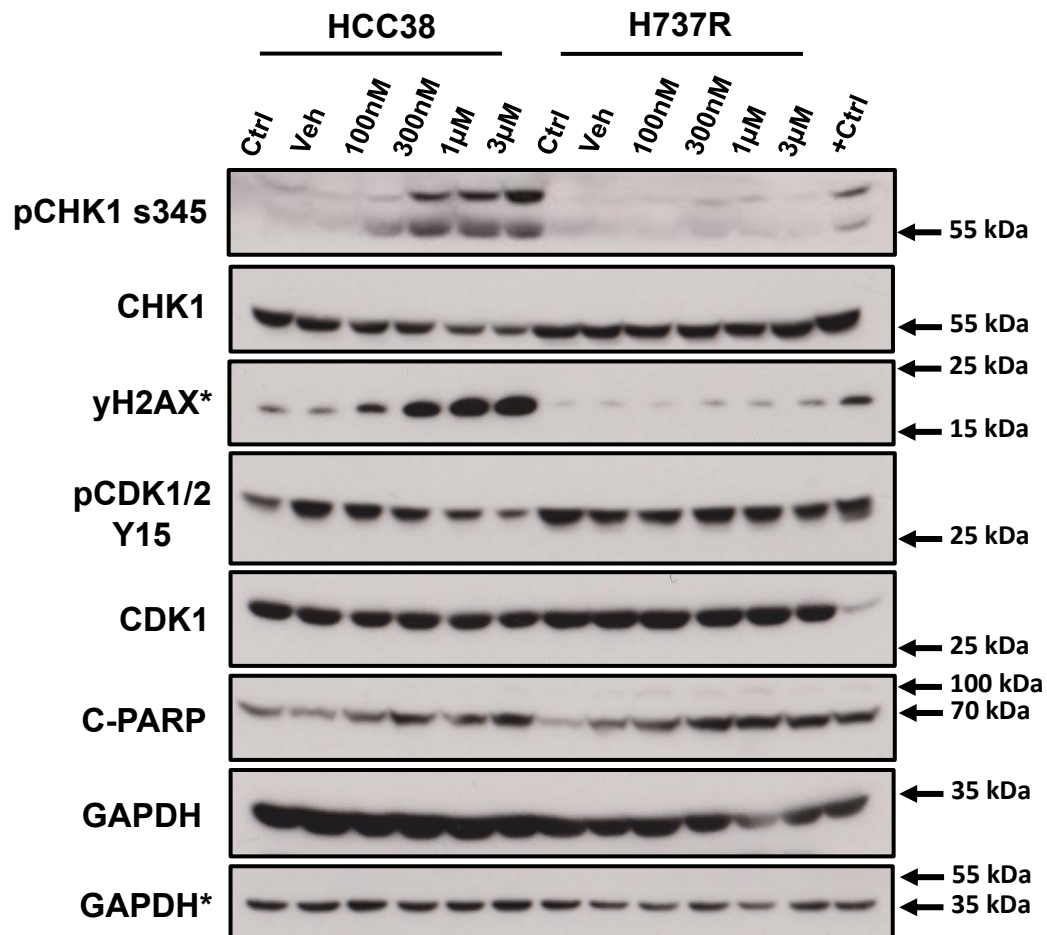 HCC38 H737R
Ctrl Veh 100nM 300nM 1µM 3µM Ctrl Veh 100nM 300nM 1µM 3µM +Ctrl
pCHK1 s345
55 kDa
CHK1
55 kDa
25 kDa
yH2AX*
15 kDa
pCDK1/2
Y15
25 kDa
CDK1
25 kDa
100 kDa
C-PARP
70 kDa
35 kDa
GAPDH
55 kDa
GAPDH*
35 kDa